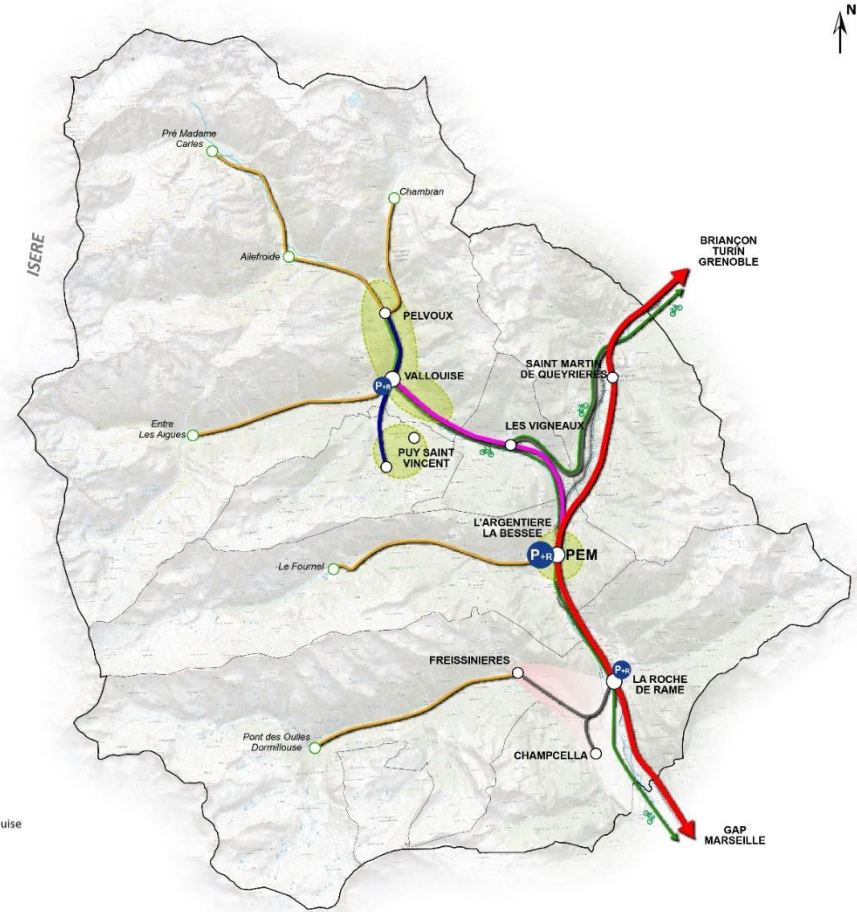 N
Pré Madame
Carles
Chambran
ISERE
BRIANÇON
TURIN
GRENOBLE
Ailefroide
PELVOUX
SAINT MARTIN
DE QUEYRIERES
P+R
VALLOUISE
Entre
Les Aigues
LES VIGNEAUX
PUY SAINT
VINCENT
L'ARGENTIERE
LA BESSEE
P+R
PEM
Le Fournel
FREISSINIERES
P+R
LA ROCHE
DE RAME
Pont des Oulles
Dormillouse
CHAMPCELLA
uise
GAP
MARSEILLE